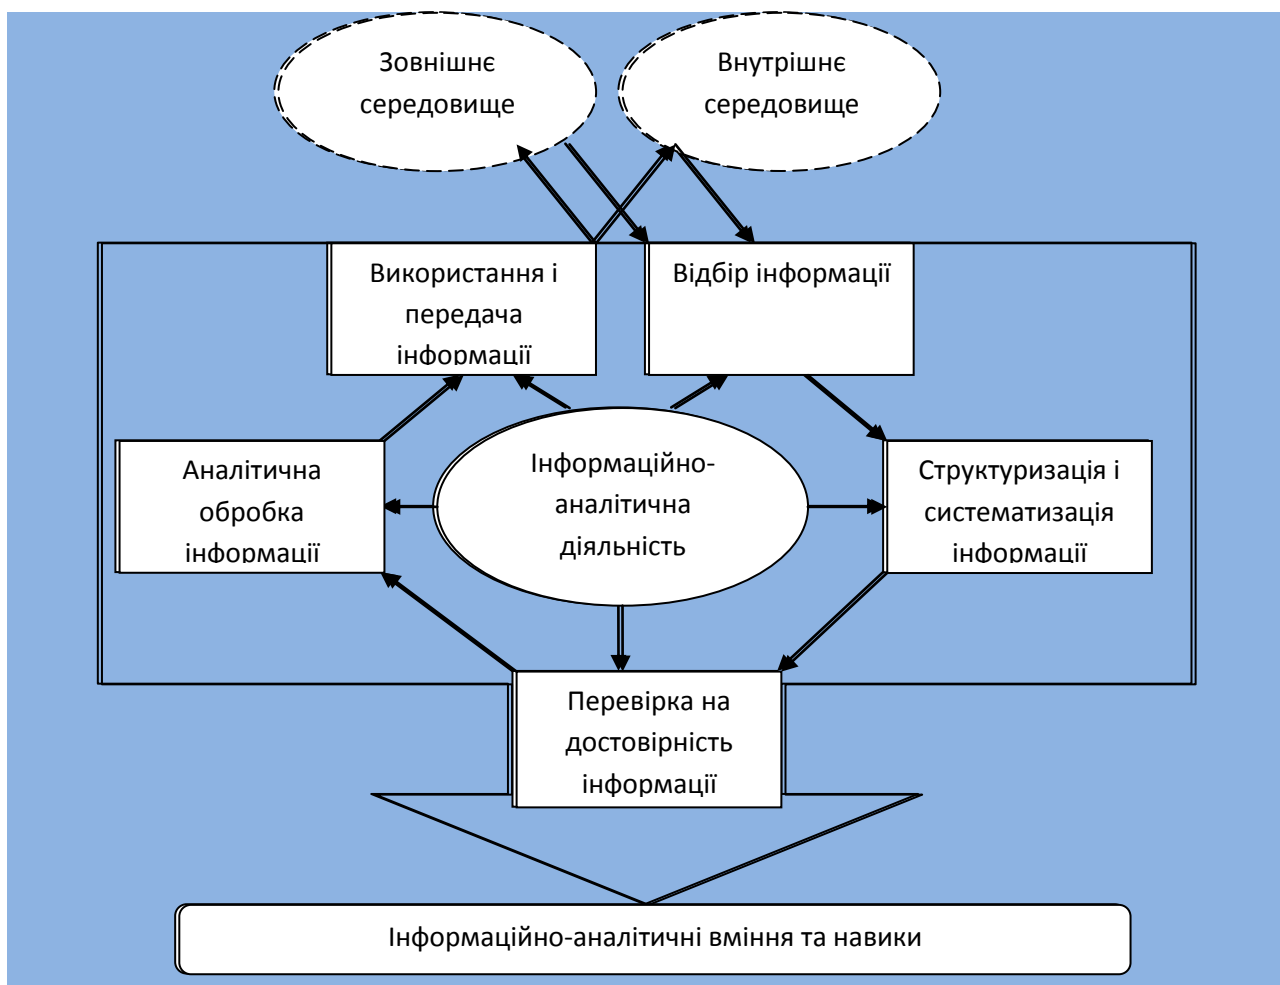 Зовнішнє
середовище
Внутрішнє
середовище
Використання і
передача
інформації
Відбір інформації
Аналітична
обробка
інформації
Інформаційно-
аналітична
діяльність
Структуризація і
систематизація
інформації
Перевірка на
достовірність
інформації
Інформаційно-аналітичні вміння та навики